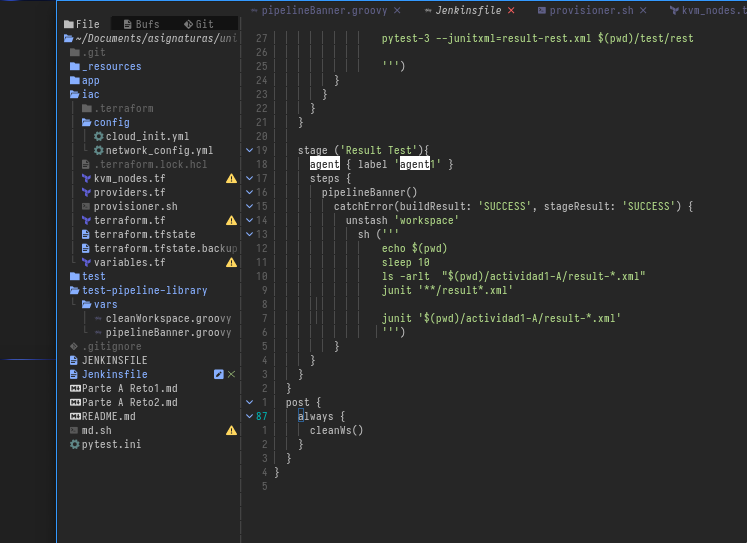 File Bufs Git
pipelineBanner.groovy × Jenkinsfile × provisioner.sh × kvm_nodes.t
~/Documents/asignaturas/uni
.git
_resources
app
iac
.terraform
config
cloud_init.yml
network_config.yml
.terraform.lock.hcl
kvm_nodes.tf
providers.tf
provisioner.sh
terraform.tf
terraform.tfstate
terraform.tfstate.backup
variables.tf
test
test-pipeline-library
vars
cleanWorkspace.groovy
pipelineBanner.groovy
.gitignore
JENKINSFILE
Jenkinsfile
Parte A Reto1.md
Parte A Reto2.md
README.md
md.sh
pytest.ini
27 pytest-3 --junitxml=result-rest.xml $(pwd)/test/rest
26
25 ''')
24 }
23 }
22 }
21 }
20
19 stage ('Result Test'){
18 agent { label 'agent1' }
17 steps {
16 pipelineBanner()
15 catchError(buildResult: 'SUCCESS', stageResult: 'SUCCESS') {
14 unstash 'workspace'
13 sh ('''
12 echo $(pwd)
11 sleep 10
10 ls -arlt  "$(pwd)/actividad1-A/result-*.xml"
9 junit '**/result*.xml'
8
7 junit '$(pwd)/actividad1-A/result-*.xml'
6 ''')
5 }
4 }
3 }
2 }
1 post {
87 always {
1 cleanWs()
2 }
3 }
4 }
5